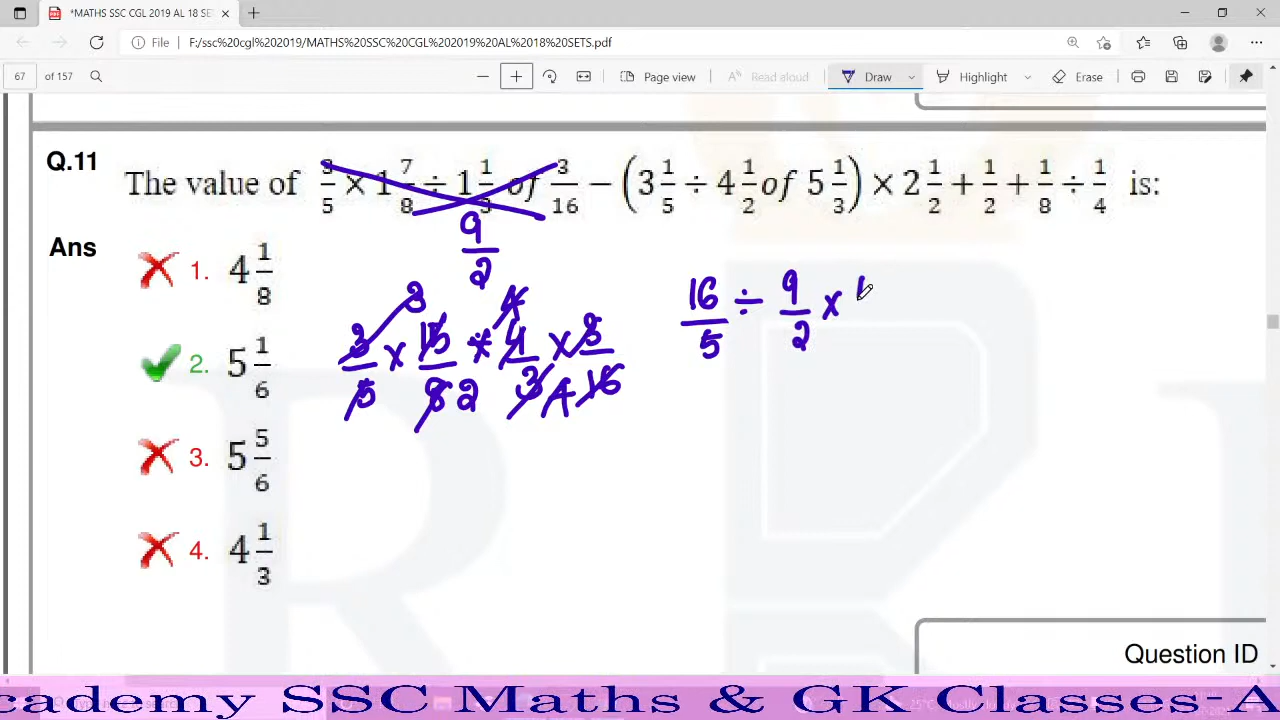 *MATHS SSC CGL 2019 AL 18 SE
File F:/ssc%20cgl%202019/MATHS%20SSC%20CGL%202019%20AL%2018%20SETS.pdf
67 of 157 Page view Read aloud Draw Highlight Erase
Q.11 The value of 3/5 × 1 7/8 ÷ 1 1/3 of 3/16 − (3 1/5 ÷ 4 1/2 of 5 1/3) × 2 1/2 + 1/2 + 1/8 ÷ 1/4 is:
9/2
Ans
1. 4 1/8
16/5 ÷ 9/2 ×
2. 5 1/6
3. 5 5/6
4. 4 1/3
Question ID
cademy SSC Maths & GK Classes-A